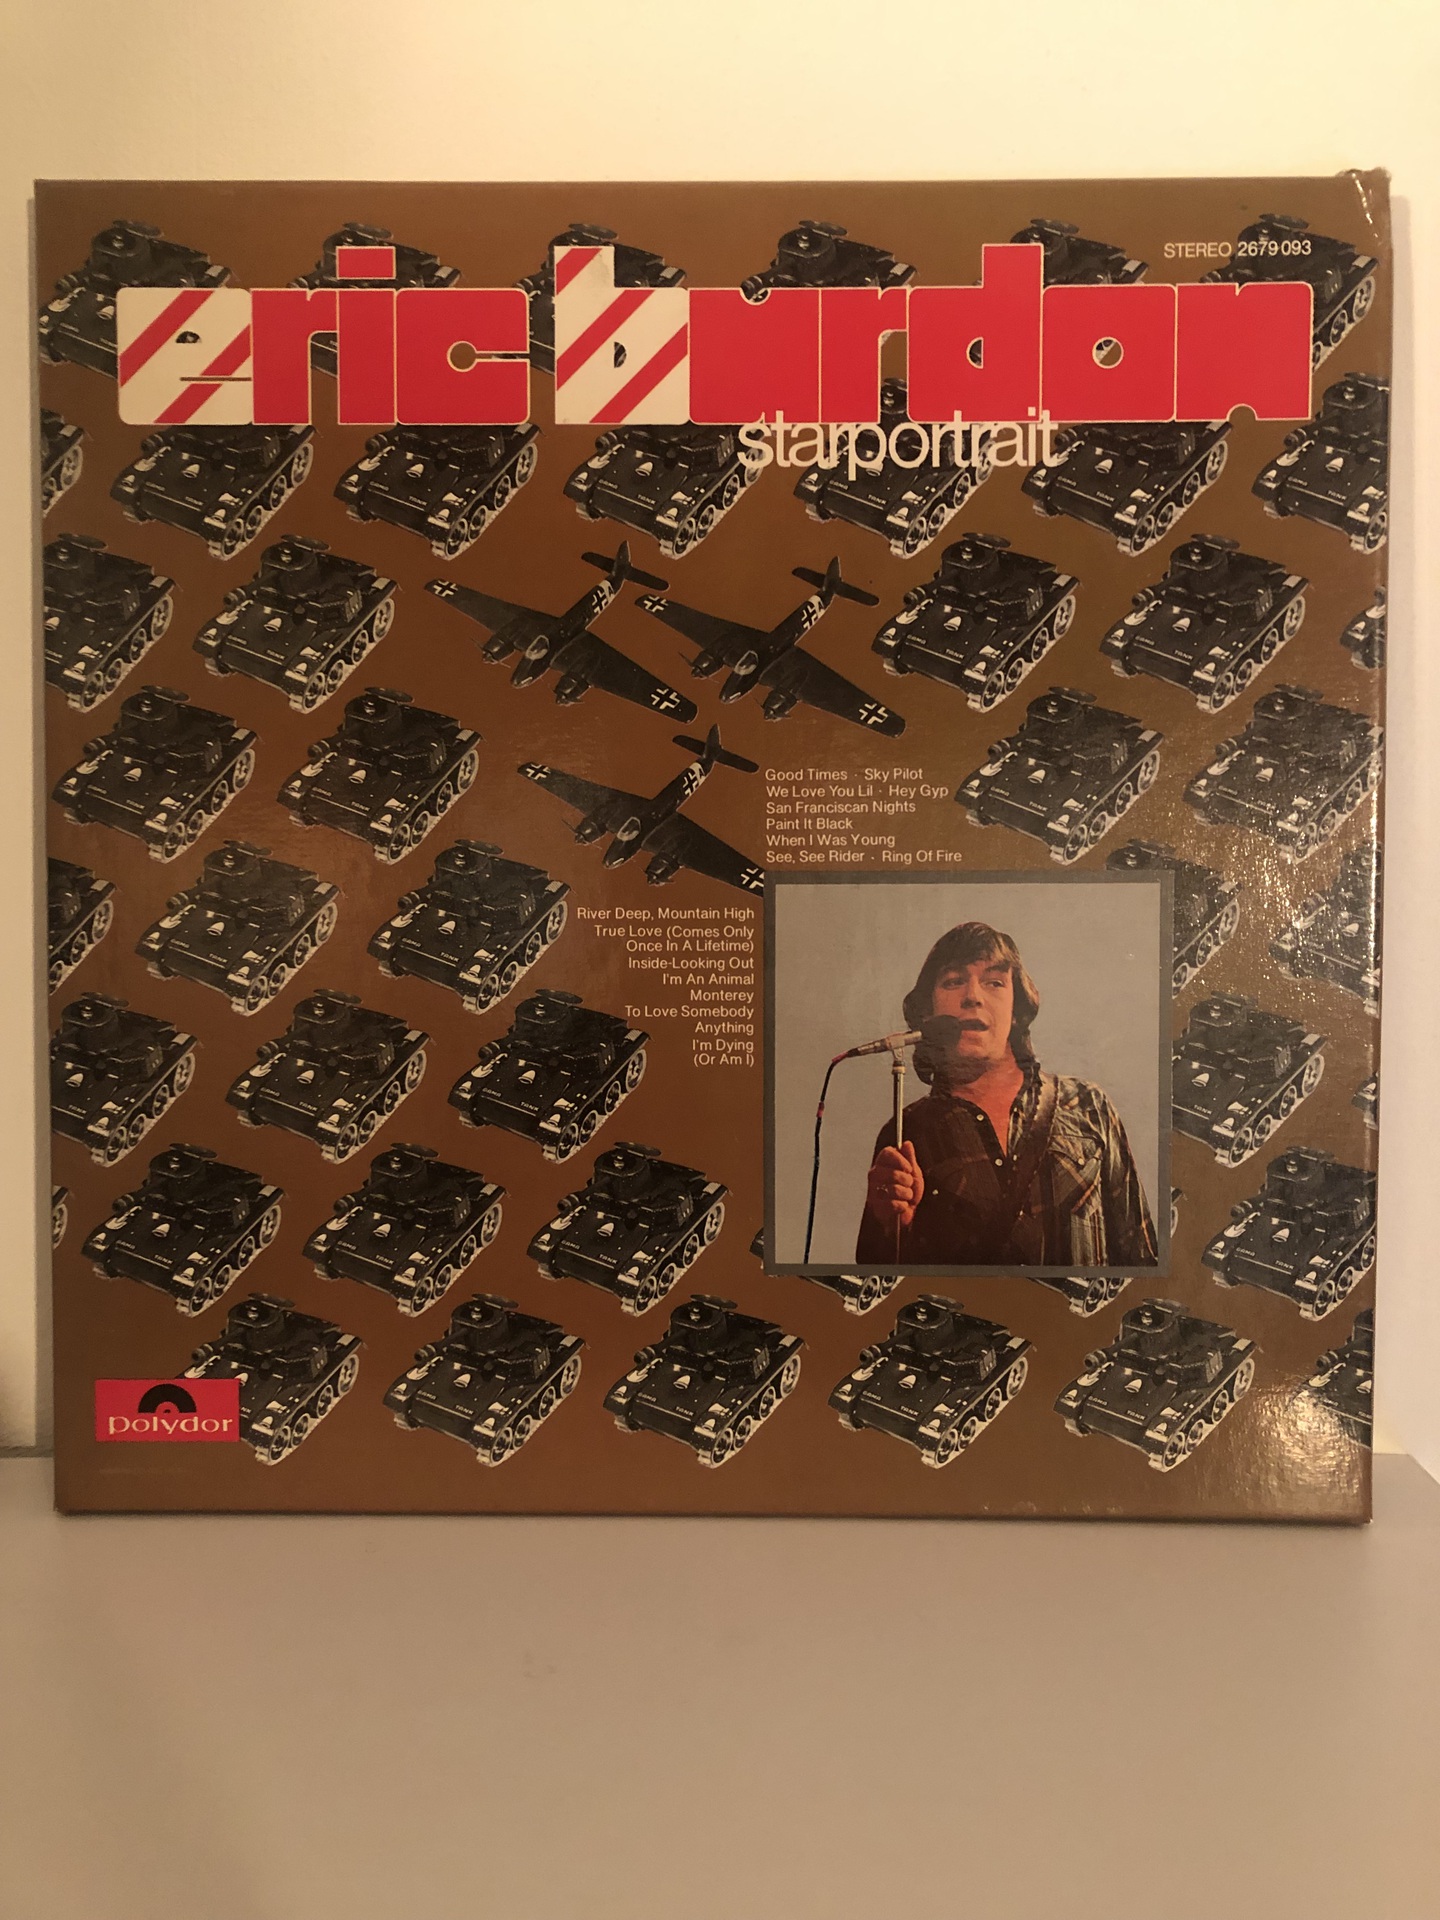 STEREO 2679 093
eric burdon
starportrait
Good Times · Sky Pilot
We Love You Lil · Hey Gyp
San Franciscan Nights
Paint It Black
When I Was Young
See, See Rider · Ring Of Fire
River Deep, Mountain High
True Love (Comes Only
Once In A Lifetime)
Inside-Looking Out
I'm An Animal
Monterey
To Love Somebody
Anything
I'm Dying
(Or Am I)
polydor